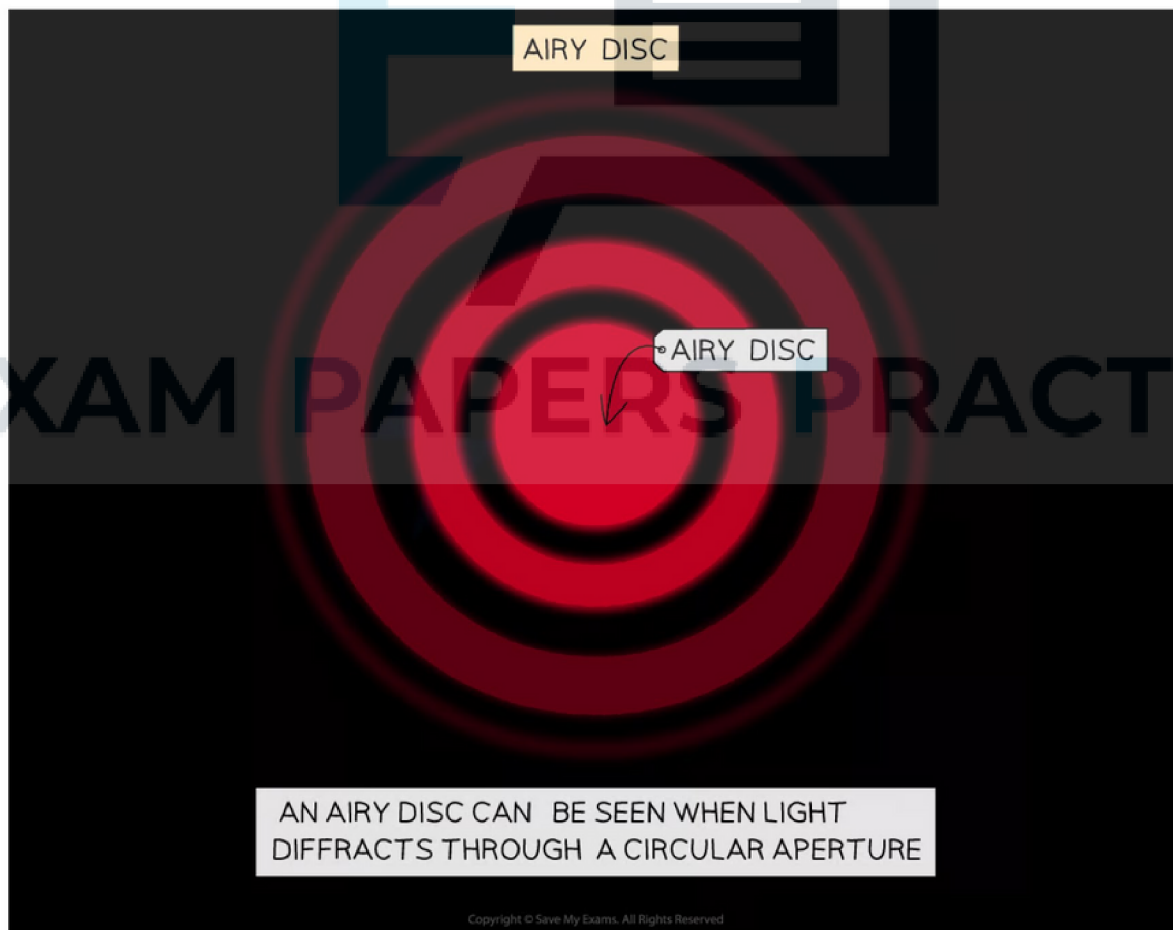 AIRY DISC
AIRY DISC
XAM PAPERS PRACT
AN AIRY DISC CAN BE SEEN WHEN LIGHT
DIFFRACTS THROUGH A CIRCULAR APERTURE
Copyright © Save My Exams. All Rights Reserved